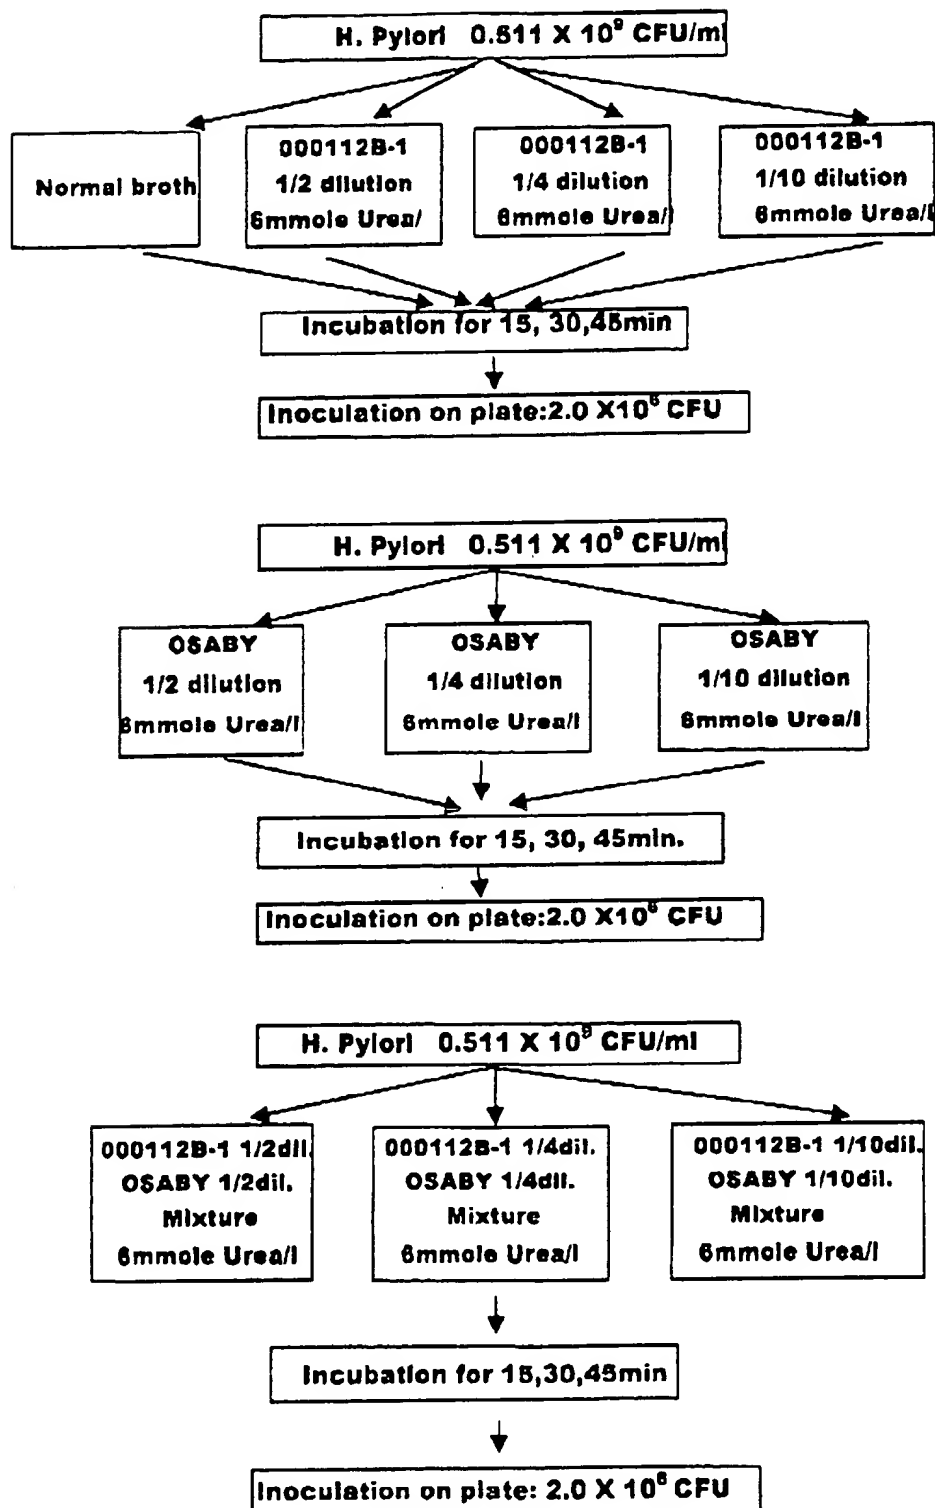 H. Pylori 0.511 X 10⁹ CFU/ml
Normal broth
000112B-1
1/2 dilution
6mmole Urea/
000112B-1
1/4 dilution
6mmole Urea/l
000112B-1
1/10 dilution
6mmole Urea/l
Incubation for 15, 30,45min
Inoculation on plate:2.0 X10⁶ CFU
H. Pylori 0.511 X 10⁹ CFU/ml
OSABY
1/2 dilution
6mmole Urea/l
OSABY
1/4 dilution
6mmole Urea/l
OSABY
1/10 dilution
6mmole Urea/l
Incubation for 15, 30, 45min.
Inoculation on plate:2.0 X10⁶ CFU
H. Pylori 0.511 X 10⁹ CFU/ml
000112B-1 1/2dil.
OSABY 1/2dil.
Mixture
6mmole Urea/l
000112B-1 1/4dil.
OSABY 1/4dil.
Mixture
6mmole Urea/l
000112B-1 1/10dil.
OSABY 1/10dil.
Mixture
6mmole Urea/l
Incubation for 15,30,45min
Inoculation on plate: 2.0 X 10⁶ CFU